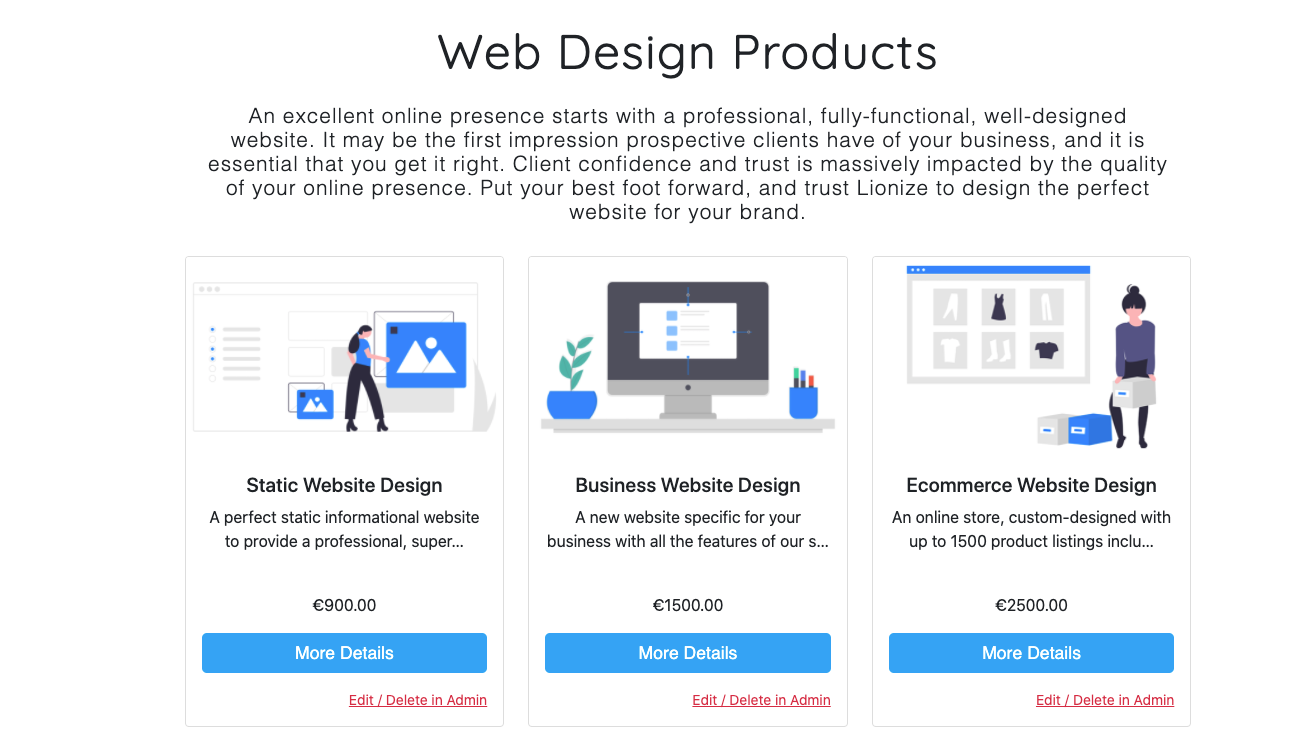 Web Design Products
An excellent online presence starts with a professional, fully-functional, well-designed
website. It may be the first impression prospective clients have of your business, and it is
essential that you get it right. Client confidence and trust is massively impacted by the quality
of your online presence. Put your best foot forward, and trust Lionize to design the perfect
website for your brand.
Static Website Design
A perfect static informational website
to provide a professional, super...
€900.00
More Details
Edit / Delete in Admin
Business Website Design
A new website specific for your
business with all the features of our s...
€1500.00
More Details
Edit / Delete in Admin
Ecommerce Website Design
An online store, custom-designed with
up to 1500 product listings inclu...
€2500.00
More Details
Edit / Delete in Admin